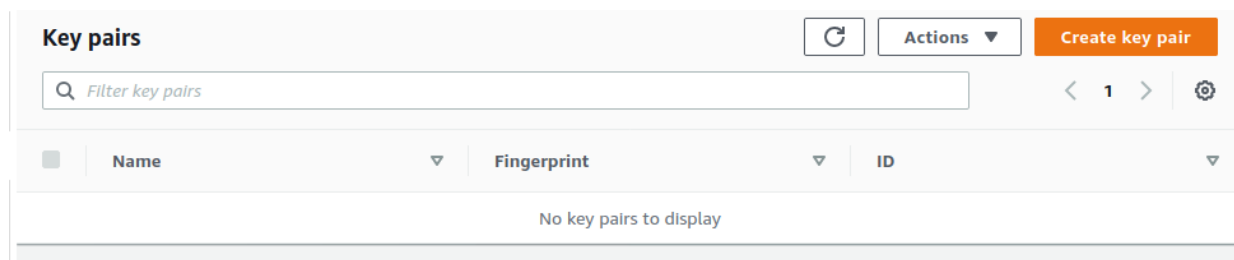 Key pairs
Actions
Create key pair
Filter key pairs
1
Name
Fingerprint
ID
No key pairs to display